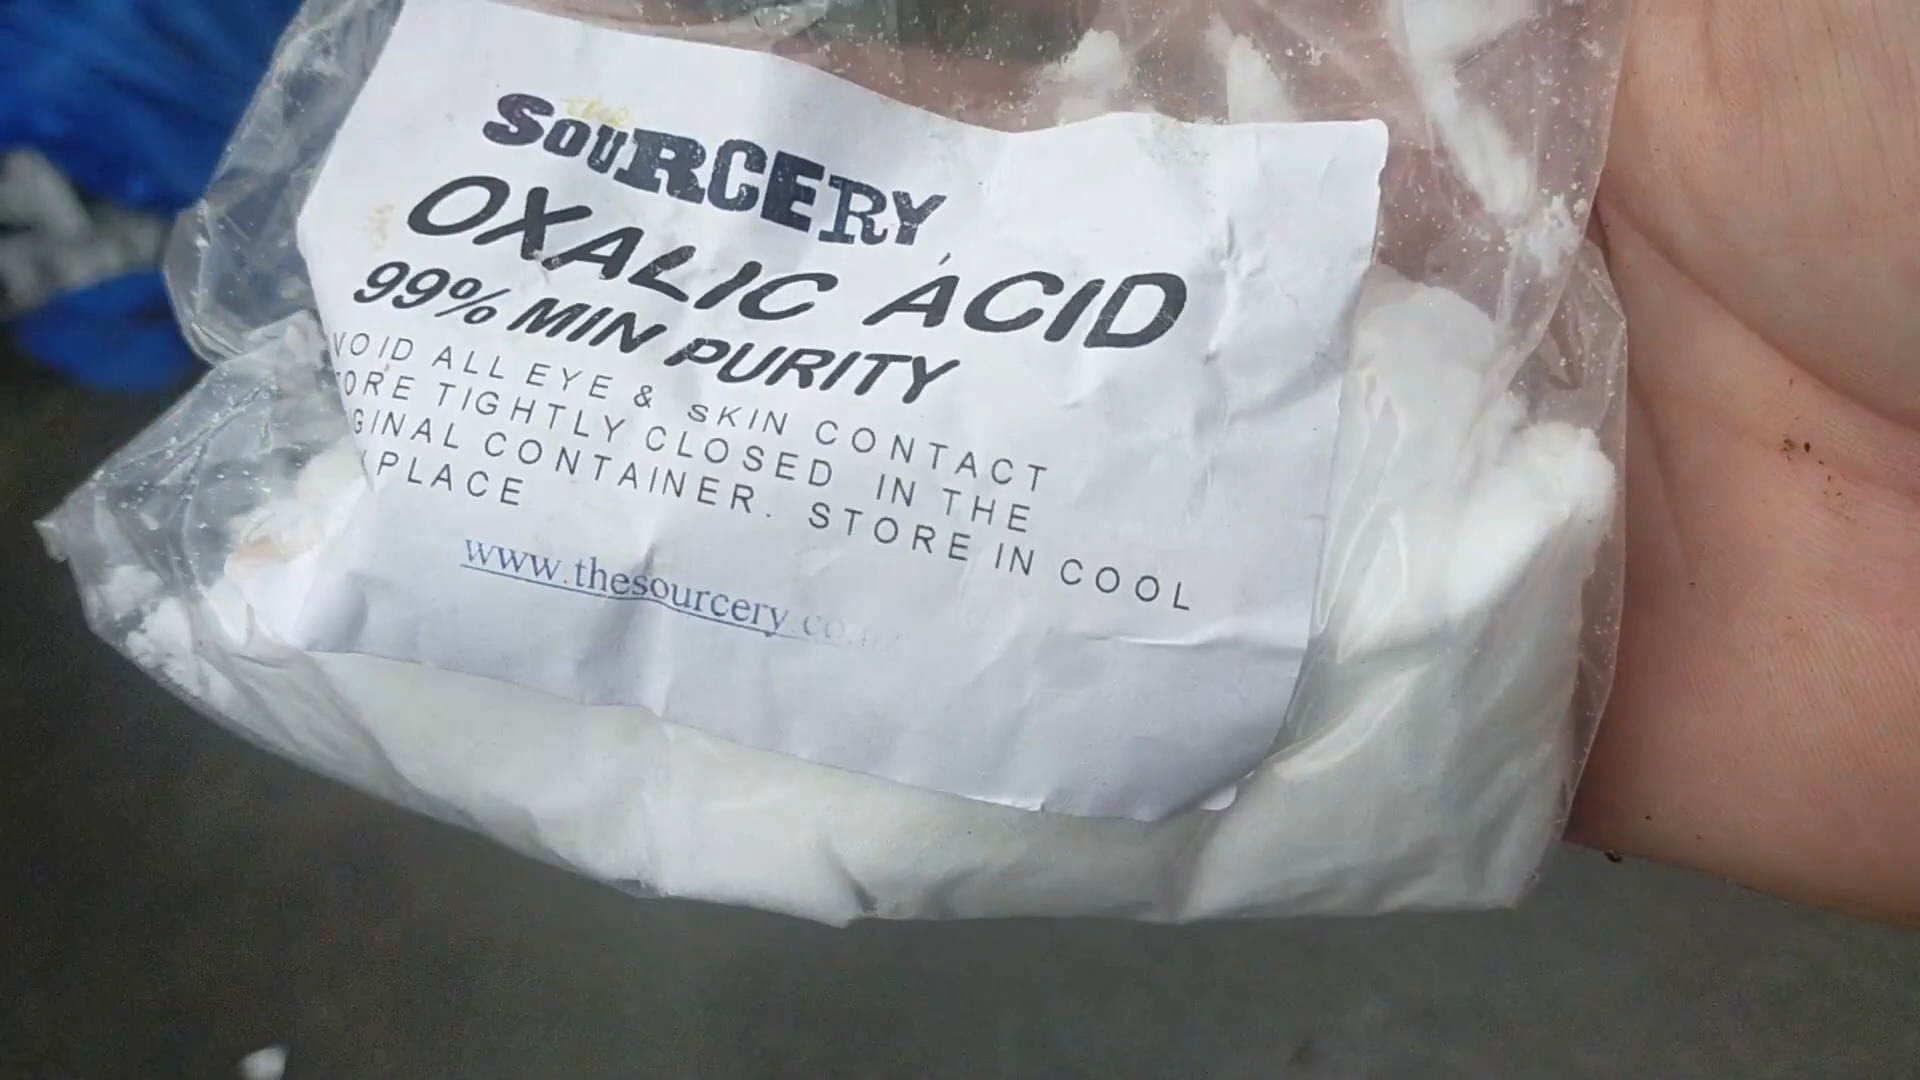 the
SOURCERY
OXALIC ACID
99% MIN PURITY
VOID ALL EYE & SKIN CONTACT
ORE TIGHTLY CLOSED IN THE
GINAL CONTAINER. STORE IN COOL
PLACE
www.thesourcery.co